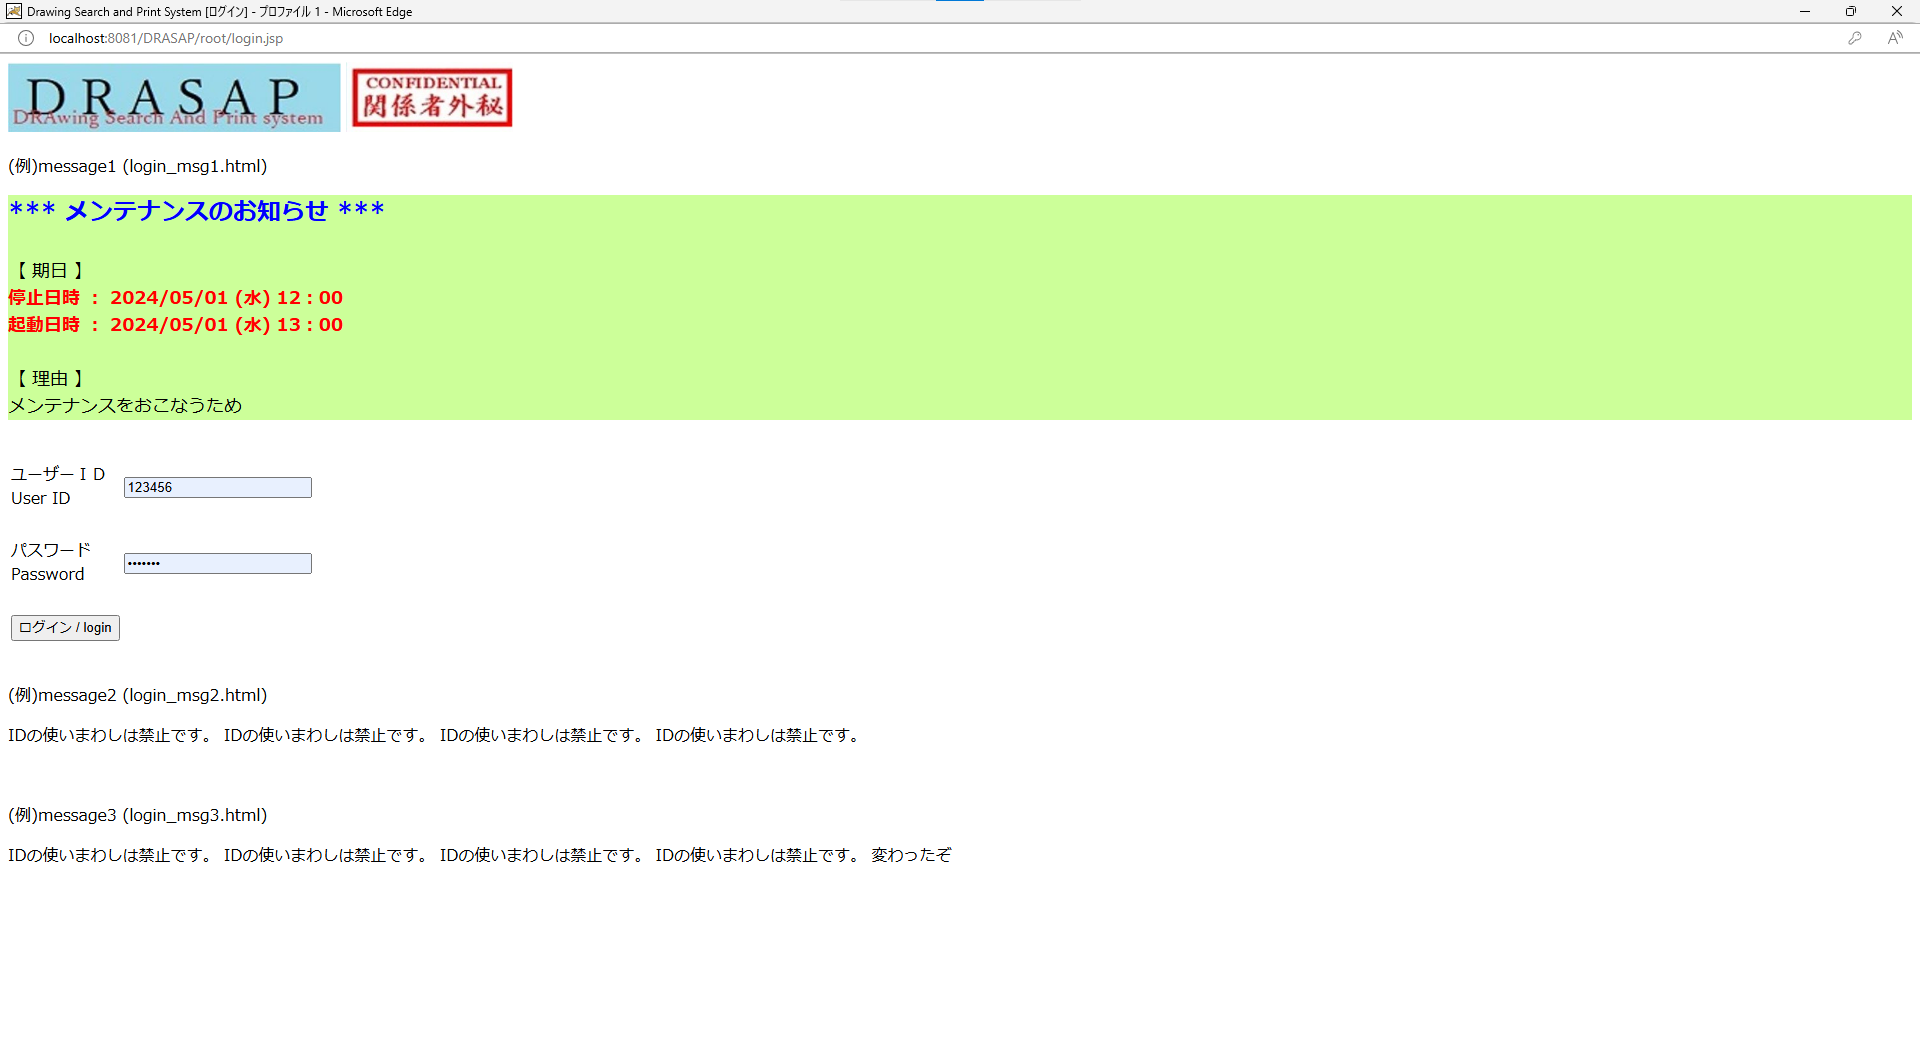 Drawing Search and Print System [ログイン] - プロファイル 1 - Microsoft Edge
localhost:8081/DRASAP/root/login.jsp
DRASAP
DRAwing Search And Print system
CONFIDENTIAL
関係者外秘
(例)message1 (login_msg1.html)
*** メンテナンスのお知らせ ***
【 期日 】
停止日時 ： 2024/05/01 (水) 12：00
起動日時 ： 2024/05/01 (水) 13：00
【 理由 】
メンテナンスをおこなうため
ユーザーＩＤ
User ID
123456
パスワード
Password
•••••••
ログイン / login
(例)message2 (login_msg2.html)
IDの使いまわしは禁止です。 IDの使いまわしは禁止です。 IDの使いまわしは禁止です。 IDの使いまわしは禁止です。
(例)message3 (login_msg3.html)
IDの使いまわしは禁止です。 IDの使いまわしは禁止です。 IDの使いまわしは禁止です。 IDの使いまわしは禁止です。 変わったぞ